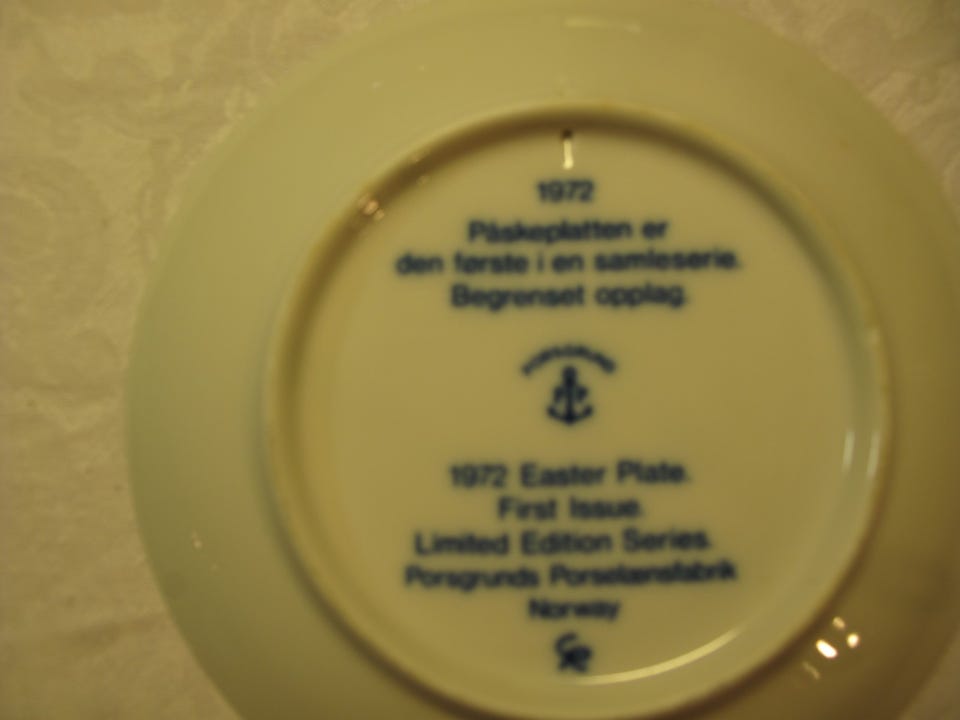 1972
Påskeplatten er
den første i en samleserie.
Begrenset opplag.
PORSGRUND
1972 Easter Plate.
First Issue.
Limited Edition Series.
Porsgrunds Porselænsfabrik
Norway